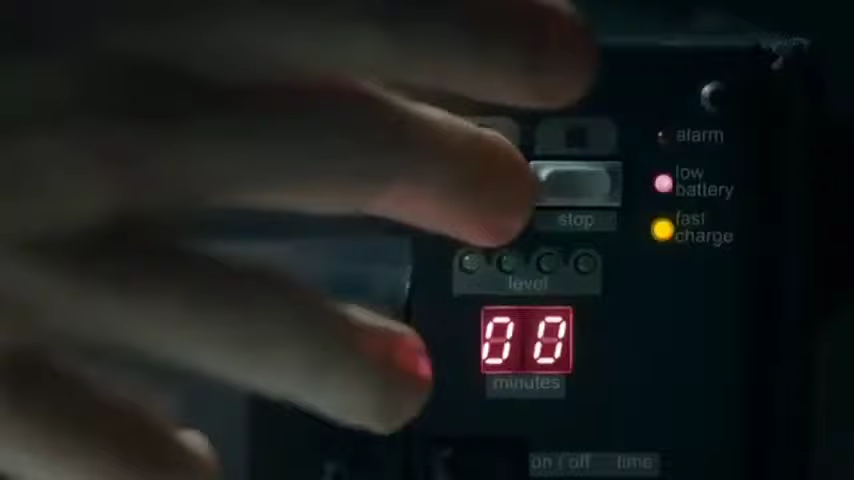 alarm
low
battery
stop
fast
charge
level
00
minutes
on / off time